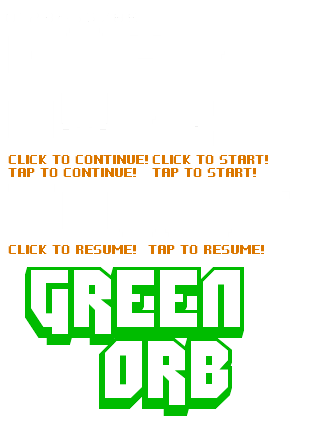 CLICK TO CONTINUE! CLICK TO START!
TAP TO CONTINUE! TAP TO START!
CLICK TO RESUME! TAP TO RESUME!
GREEN
ORB